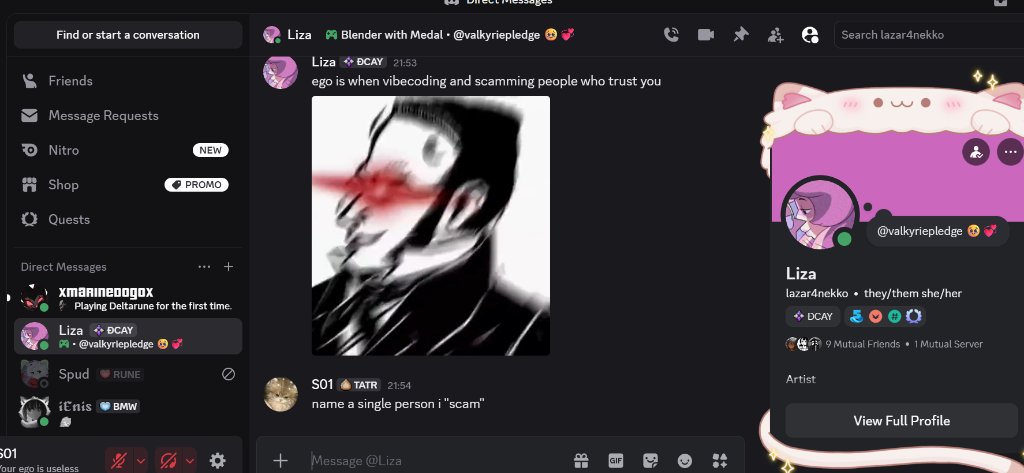 Direct Messages
Find or start a conversation
Friends
Message Requests
Nitro
NEW
Shop
PROMO
Quests
Direct Messages
xmarinedogdx
Playing Deltarune for the first time.
Liza ĐCAY
• @valkyriepledge 😡 💞
Spud RUNE
iEnis BMW
S01
Your ego is useless
Liza Blender with Medal • @valkyriepledge 😡 💞
Search lazar4nekko
Liza ĐCAY 21:53
ego is when vibecoding and scamming people who trust you
S01 TATR 21:54
name a single person i "scam"
Message @Liza
GIF
@valkyriepledge 😡 💞
Liza
lazar4nekko • they/them she/her
ĐCAY
9 Mutual Friends • 1 Mutual Server
Artist
View Full Profile